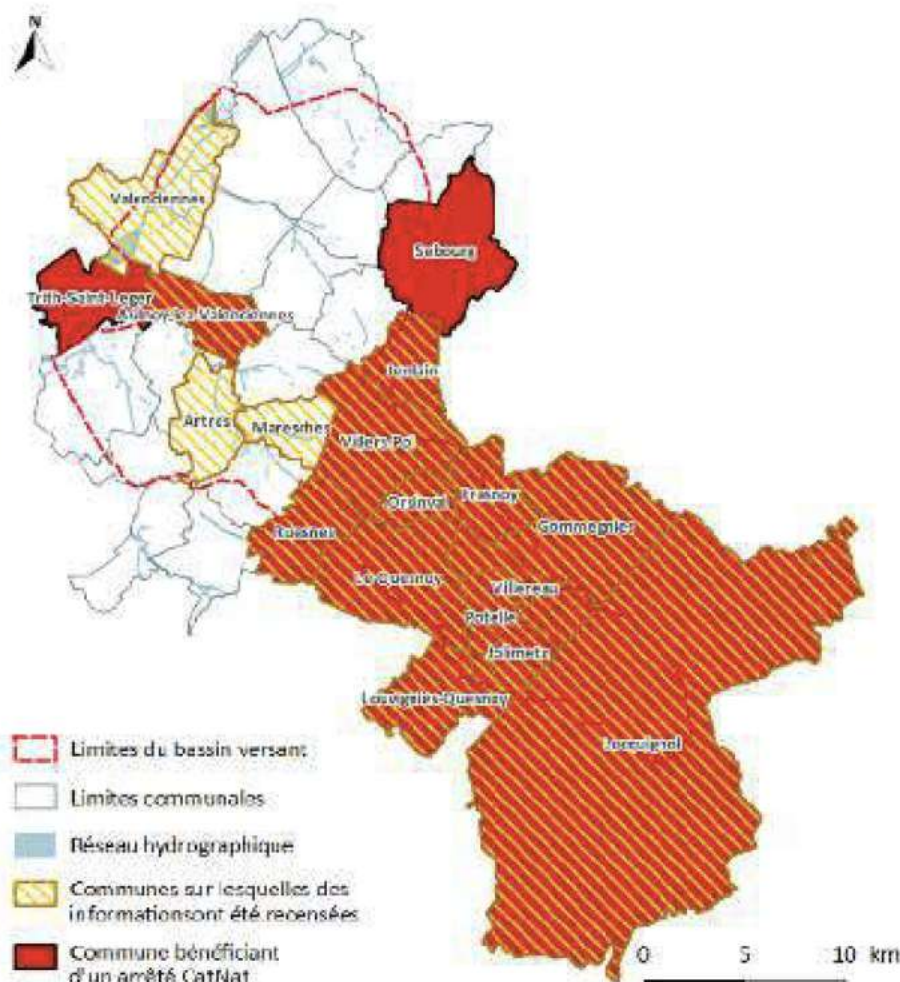 N
Valenciennes
Sebourg
Trith-Saint-Leger
Aulnoy-lez-Valenciennes
Jenlain
Artres
Maresches
Villers-Pol
Orsinval
Frasnoy
Gommegnies
Ruesnes
Le Quesnoy
Villereau
Potelle
Jolimetz
Louvignies-Quesnoy
Locquignol
Limites du bassin versant
Limites communales
Réseau hydrographique
Communes sur lesquelles des
informationsont été recensées
Commune bénéficiant
d'un arrêté CatNat
0 5 10 km